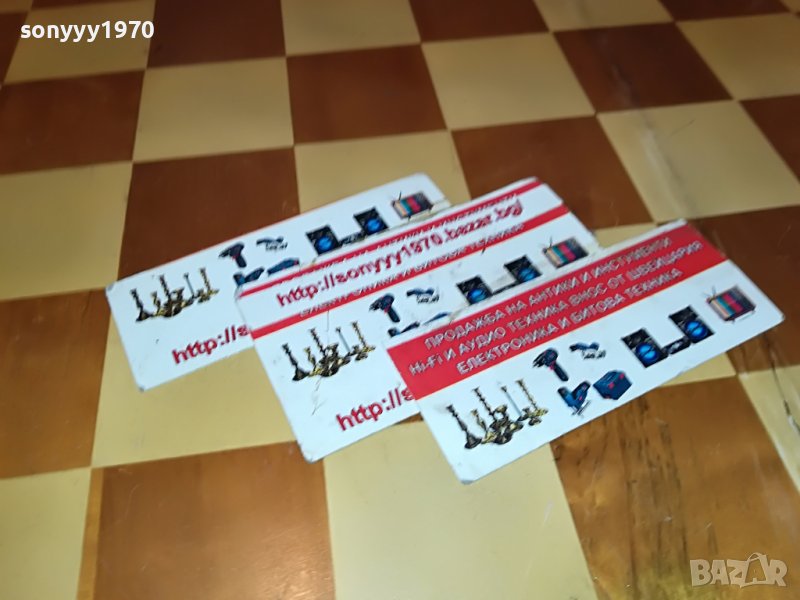 sonyyy1970
http://sonyyy1970.bazar.bg/
http://s
http://s
ПРОДАЖБА НА АНТИКИ И ИНСТУМЕНТИ
Hi-Fi И АУДИО ТЕХНИКА ВНОС ОТ ШВЕЙЦАРИЯ
ЕЛЕКТРОНИКА И БИТОВА ТЕХНИКА
BAZAR